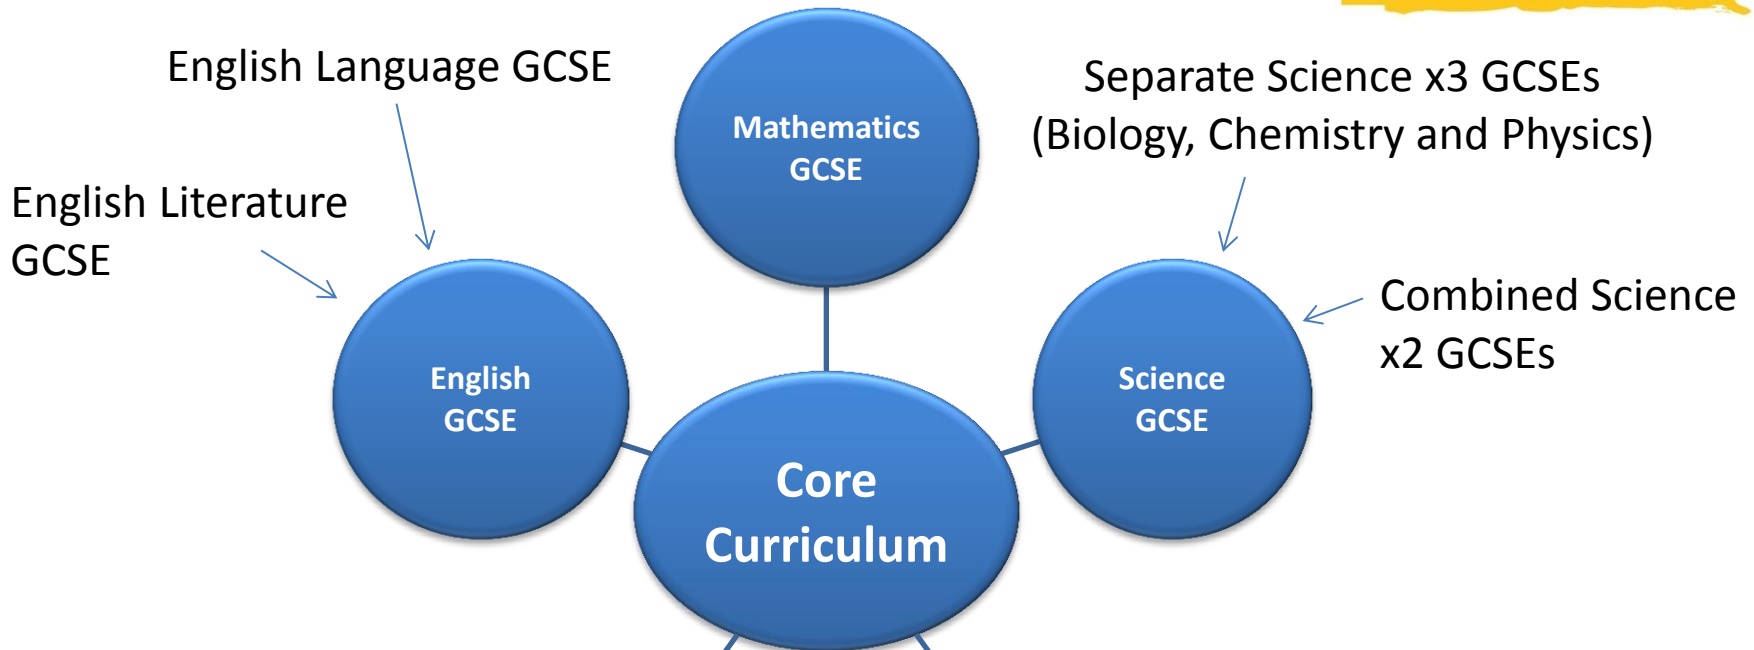 English Language GCSE
English Literature
GCSE
Mathematics
GCSE
Separate Science x3 GCSEs
(Biology, Chemistry and Physics)
Combined Science
x2 GCSEs
English
GCSE
Science
GCSE
Core
Curriculum